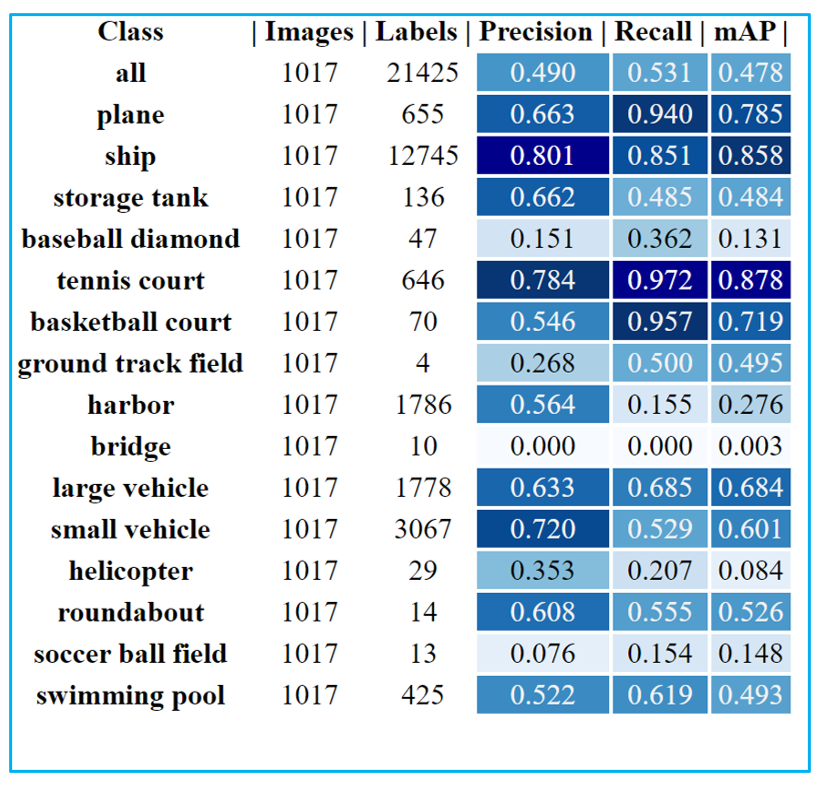 Class | Images | Labels | Precision | Recall | mAP |
all 1017 21425 0.490 0.531 0.478
plane 1017 655 0.663 0.940 0.785
ship 1017 12745 0.801 0.851 0.858
storage tank 1017 136 0.662 0.485 0.484
baseball diamond 1017 47 0.151 0.362 0.131
tennis court 1017 646 0.784 0.972 0.878
basketball court 1017 70 0.546 0.957 0.719
ground track field 1017 4 0.268 0.500 0.495
harbor 1017 1786 0.564 0.155 0.276
bridge 1017 10 0.000 0.000 0.003
large vehicle 1017 1778 0.633 0.685 0.684
small vehicle 1017 3067 0.720 0.529 0.601
helicopter 1017 29 0.353 0.207 0.084
roundabout 1017 14 0.608 0.555 0.526
soccer ball field 1017 13 0.076 0.154 0.148
swimming pool 1017 425 0.522 0.619 0.493